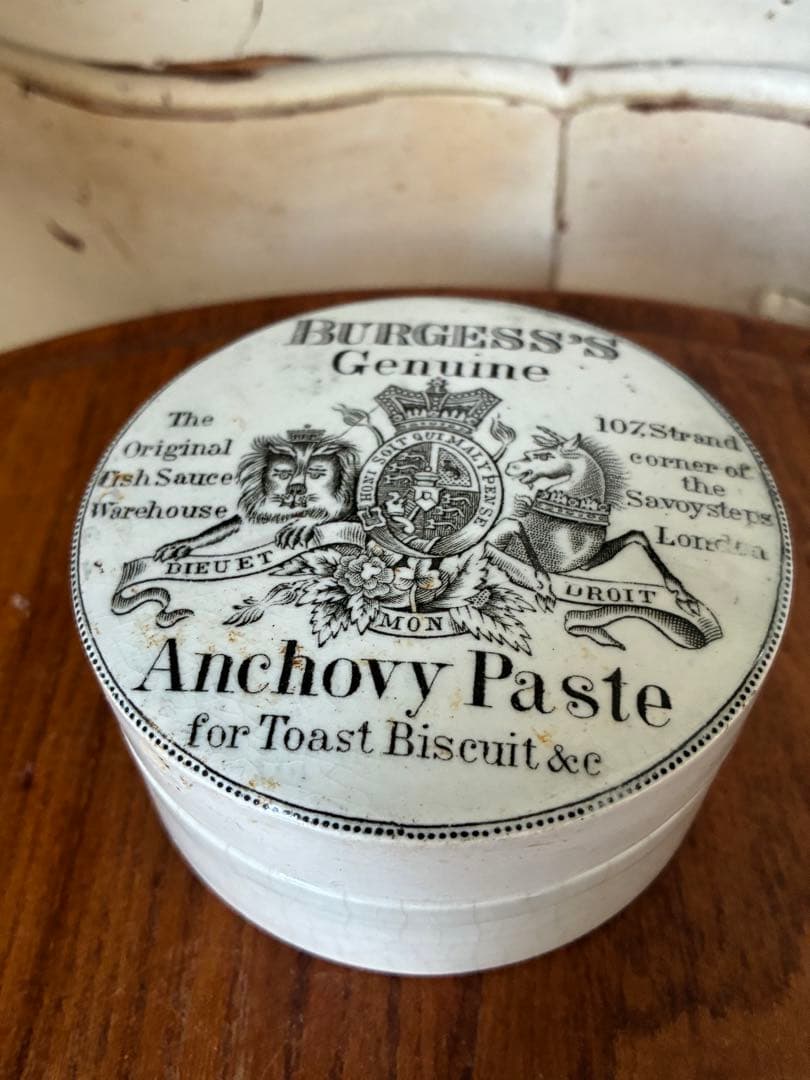 BURGESS'S
Genuine
The
Original
Fish Sauce
Warehouse
107, Strand
corner of
the
Savoy steps
London
HONI SOIT QUI MAL Y PENSE
DIEU ET
MON
DROIT
Anchovy Paste
for Toast Biscuit &c